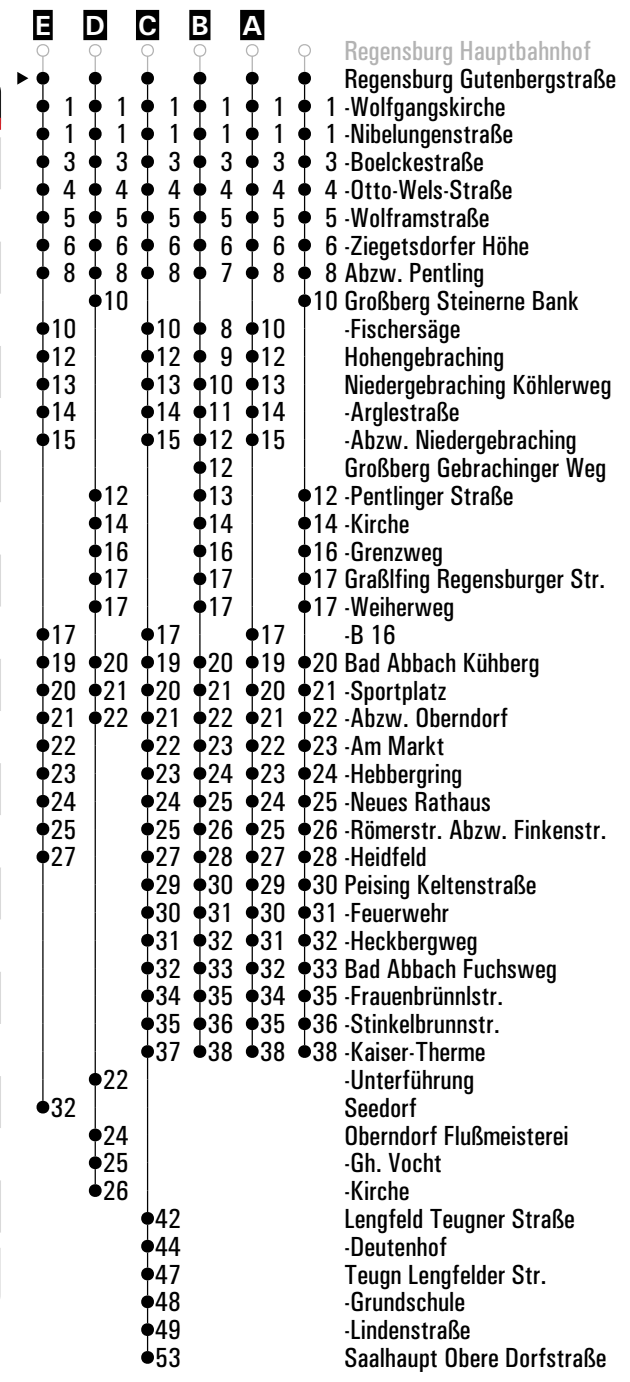 E D C B A
Regensburg Hauptbahnhof
Regensburg Gutenbergstraße
1 1 1 1 1 1 -Wolfgangskirche
1 1 1 1 1 1 -Nibelungenstraße
3 3 3 3 3 3 -Boelckestraße
4 4 4 4 4 4 -Otto-Wels-Straße
5 5 5 5 5 5 -Wolframstraße
6 6 6 6 6 6 -Ziegetsdorfer Höhe
8 8 8 7 8 8 Abzw. Pentling
10 10 Großberg Steinerne Bank
10 10 8 10 -Fischersäge
12 12 9 12 Hohengebraching
13 13 10 13 Niedergebraching Köhlerweg
14 14 11 14 -Arglestraße
15 15 12 15 -Abzw. Niedergebraching
12 Großberg Gebrachinger Weg
12 13 12 -Pentlinger Straße
14 14 14 -Kirche
16 16 16 -Grenzweg
17 17 17 Graßlfing Regensburger Str.
17 17 17 -Weiherweg
17 17 17 -B 16
19 20 19 20 19 20 Bad Abbach Kühberg
20 21 20 21 20 21 -Sportplatz
21 22 21 22 21 22 -Abzw. Oberndorf
22 22 23 22 23 -Am Markt
23 23 24 23 24 -Hebbergring
24 24 25 24 25 -Neues Rathaus
25 25 26 25 26 -Römerstr. Abzw. Finkenstr.
27 27 28 27 28 -Heidfeld
29 30 29 30 Peising Keltenstraße
30 31 30 31 -Feuerwehr
31 32 31 32 -Heckbergweg
32 33 32 33 Bad Abbach Fuchsweg
34 35 34 35 -Frauenbrünnlstr.
35 36 35 36 -Stinkelbrunnstr.
37 38 38 38 -Kaiser-Therme
22 -Unterführung
32 Seedorf
24 Oberndorf Flußmeisterei
25 -Gh. Vocht
26 -Kirche
42 Lengfeld Teugner Straße
44 -Deutenhof
47 Teugn Lengfelder Str.
48 -Grundschule
49 -Lindenstraße
53 Saalhaupt Obere Dorfstraße